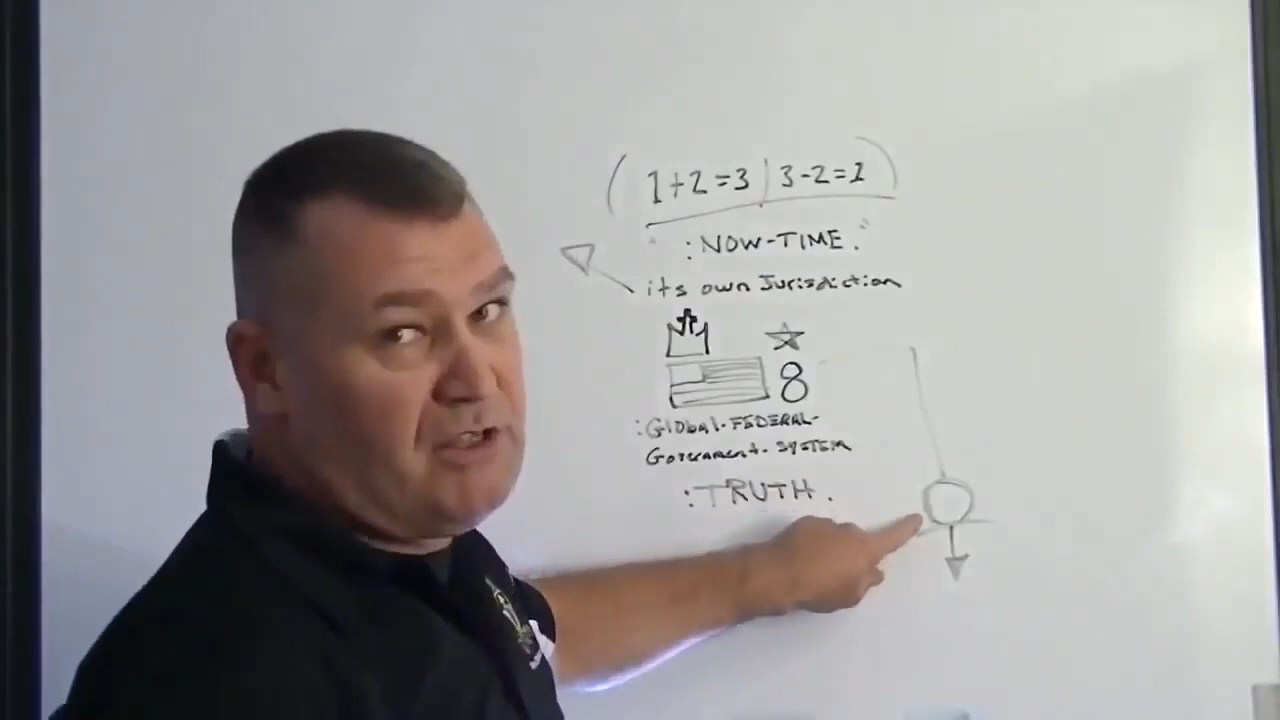 ( 1+2=3 | 3-2=1 )
" :NOW-TIME. "
its own Jurisdiction
8
:Global-FEDERAL-
Government-SYSTEM
:TRUTH.